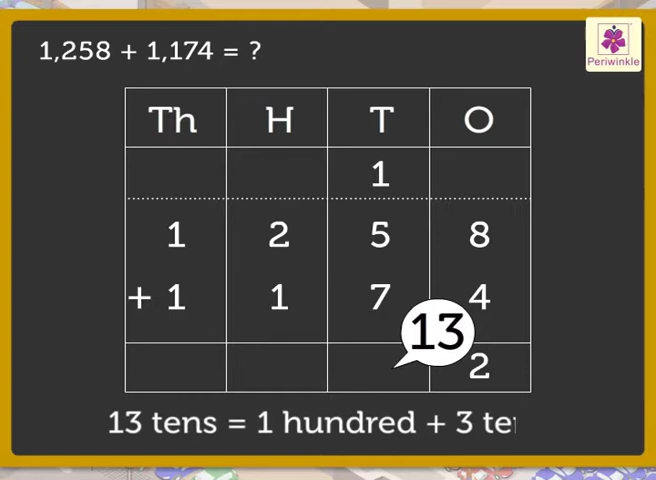 1,258 + 1,174 = ?
Periwinkle
Th H T O
1
1 2 5 8
+ 1 1 7 4
13
2
13 tens = 1 hundred + 3